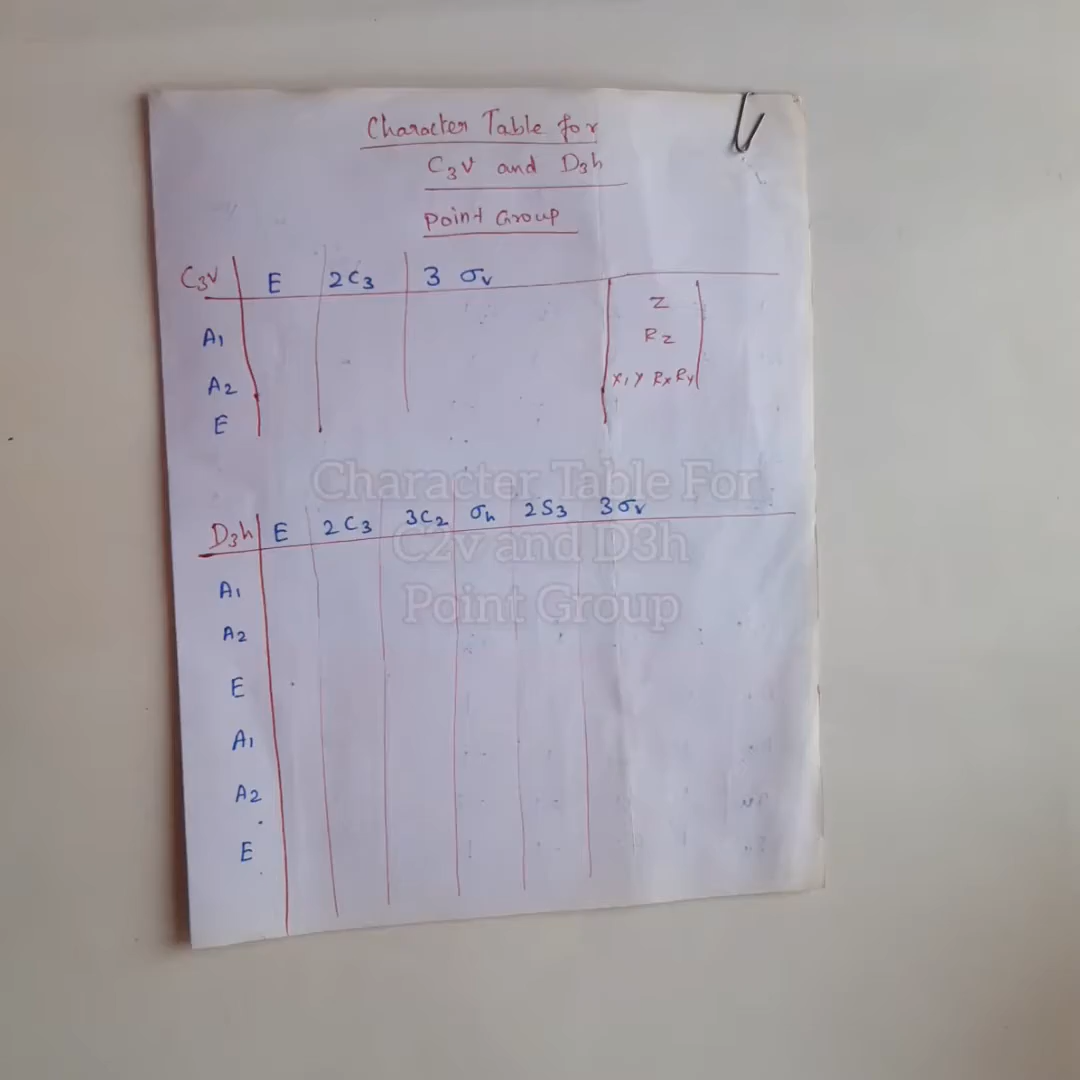 Character Table for
C3v and D3h
Point Group
C3v E 2C3 3 σv
Z
A1 Rz
A2 x,y Rx Ry
E
Character Table For
C2v and D3h
Point Group
D3h E 2C3 3C2 σh 2S3 3σv
A1
A2
E
A1
A2
E